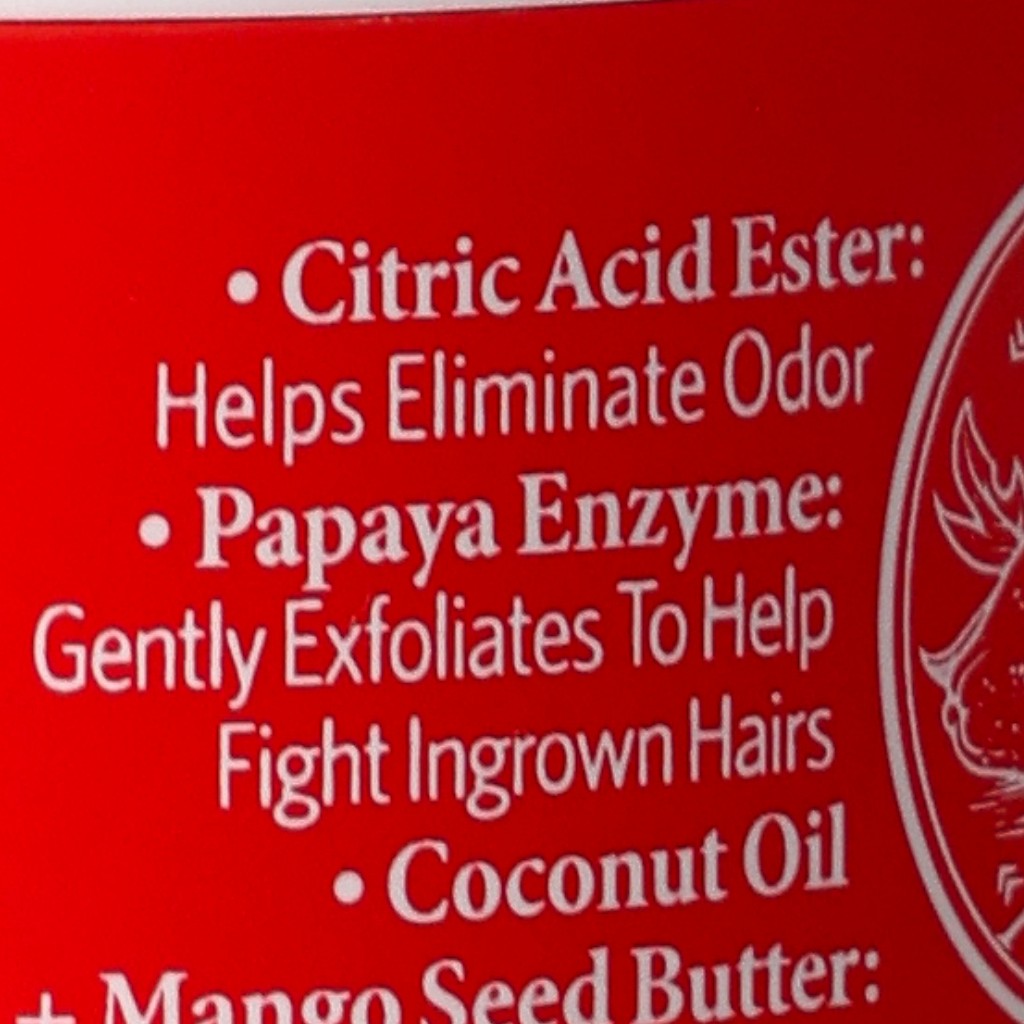 • Citric Acid Ester:
Helps Eliminate Odor
• Papaya Enzyme:
Gently Exfoliates To Help
Fight Ingrown Hairs
• Coconut Oil
+ Mango Seed Butter: